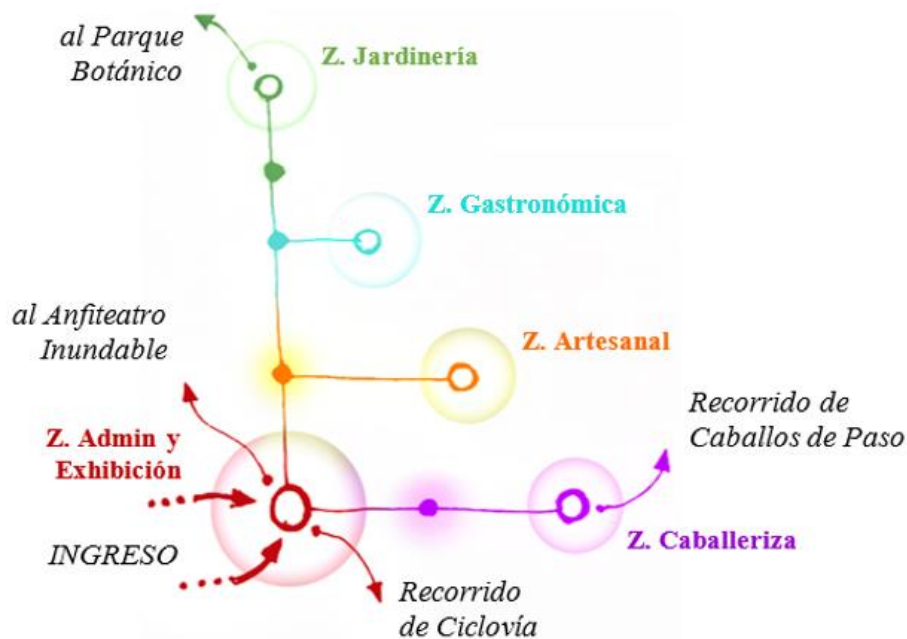 al Parque
Botánico
Z. Jardinería
Z. Gastronómica
al Anfiteatro
Inundable
Z. Artesanal
Recorrido de
Caballos de Paso
Z. Admin y
Exhibición
Z. Caballeriza
INGRESO
Recorrido
de Ciclovía